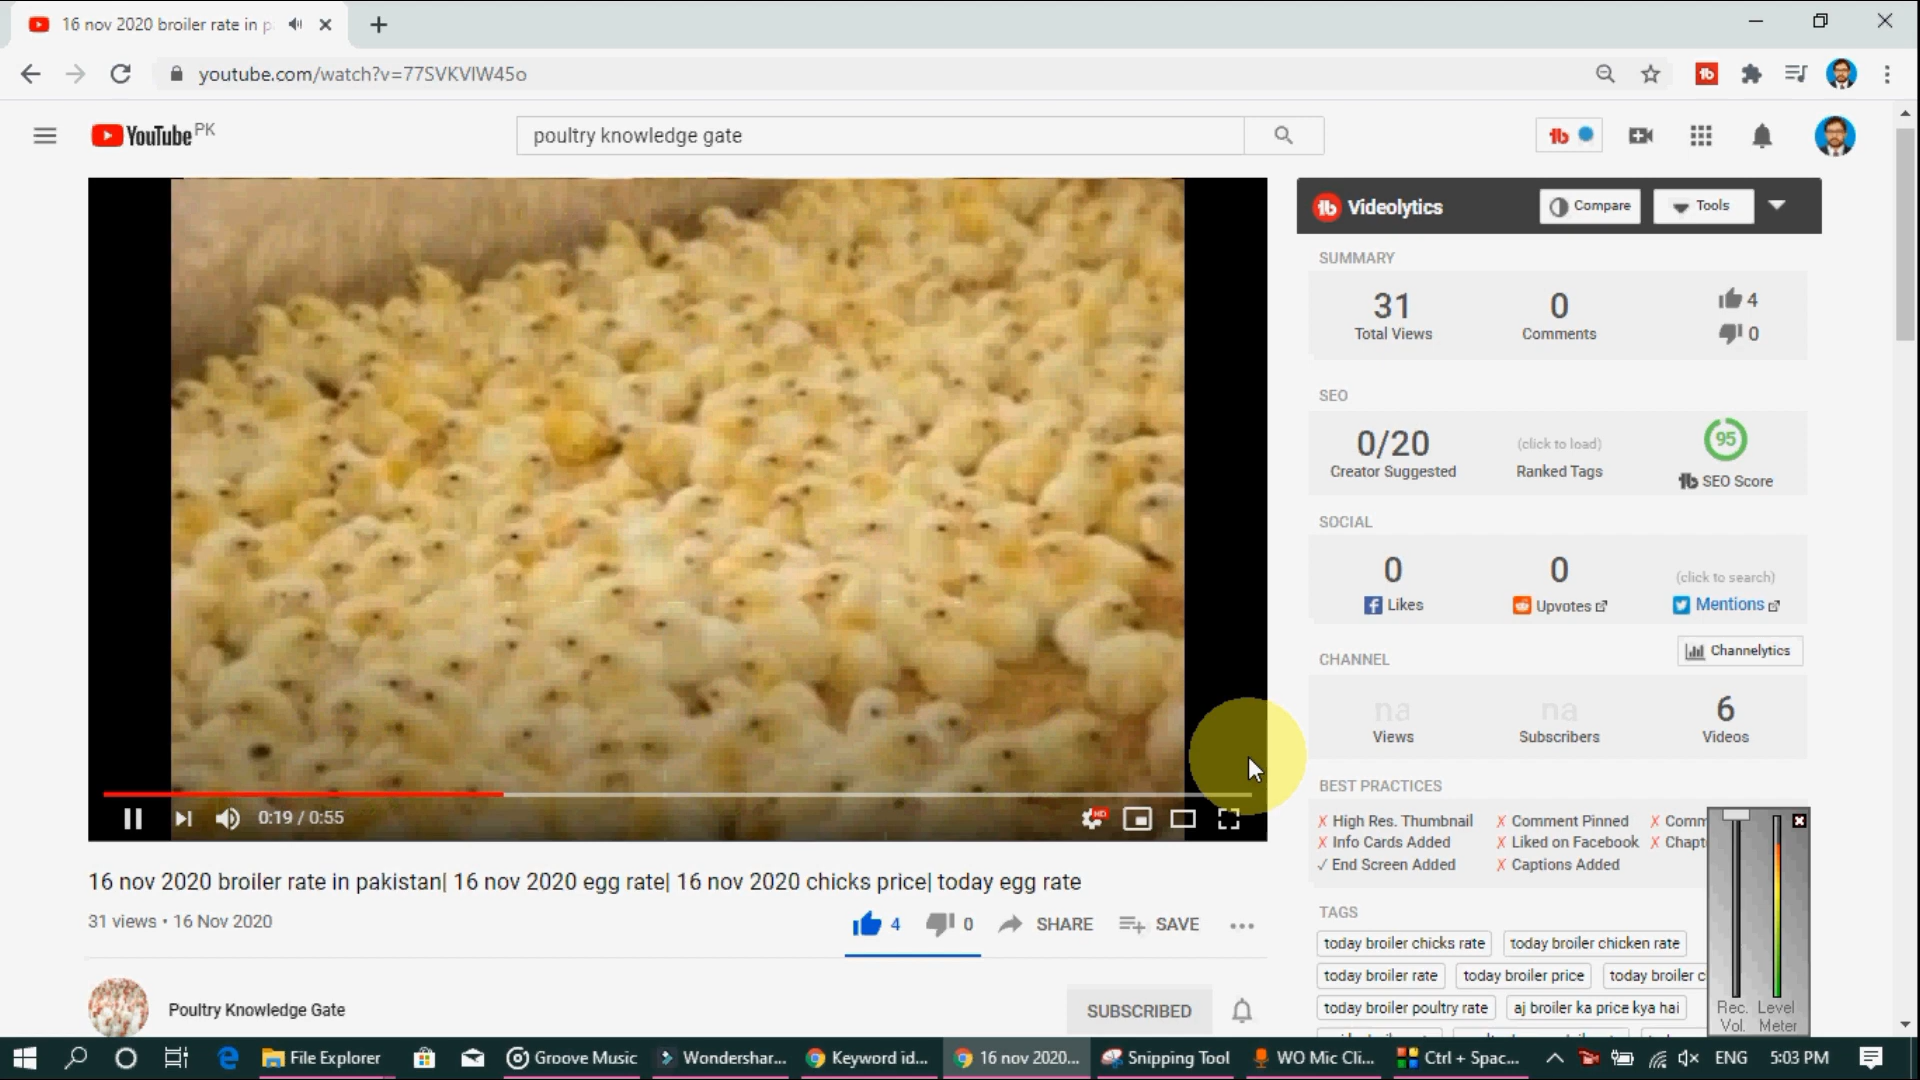 16 nov 2020 broiler rate in p
youtube.com/watch?v=77SVKVlW45o
YouTube PK
poultry knowledge gate
Videolytics
Compare
Tools
SUMMARY
31
Total Views
0
Comments
4
0
SEO
0/20
Creator Suggested
(click to load)
Ranked Tags
95
SEO Score
SOCIAL
0
Likes
0
Upvotes
(click to search)
Mentions
CHANNEL
Channelytics
na
Views
na
Subscribers
6
Videos
BEST PRACTICES
High Res. Thumbnail
Comment Pinned
Comm
Info Cards Added
Liked on Facebook
Chapt
End Screen Added
Captions Added
TAGS
today broiler chicks rate
today broiler chicken rate
today broiler rate
today broiler price
today broiler c
today broiler poultry rate
aj broiler ka price kya hai
Rec. Vol.
Level Meter
0:19 / 0:55
HD
16 nov 2020 broiler rate in pakistan| 16 nov 2020 egg rate| 16 nov 2020 chicks price| today egg rate
31 views • 16 Nov 2020
4
0
SHARE
SAVE
Poultry Knowledge Gate
SUBSCRIBED
File Explorer
Groove Music
Wondershar...
Keyword id...
16 nov 2020...
Snipping Tool
WO Mic Cli...
Ctrl + Spac...
ENG
5:03 PM